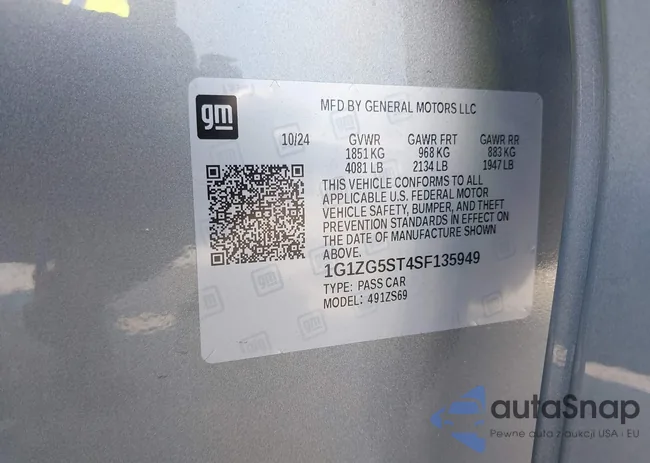 gm
MFD BY GENERAL MOTORS LLC
10/24 GVWR GAWR FRT GAWR RR
1851 KG 968 KG 883 KG
4081 LB 2134 LB 1947 LB
THIS VEHICLE CONFORMS TO ALL
APPLICABLE U.S. FEDERAL MOTOR
VEHICLE SAFETY, BUMPER, AND THEFT
PREVENTION STANDARDS IN EFFECT ON
THE DATE OF MANUFACTURE SHOWN
ABOVE.
1G1ZG5ST4SF135949
TYPE: PASS CAR
MODEL: 491ZS69
autaSnap
Pewne auta z aukcji USA i EU